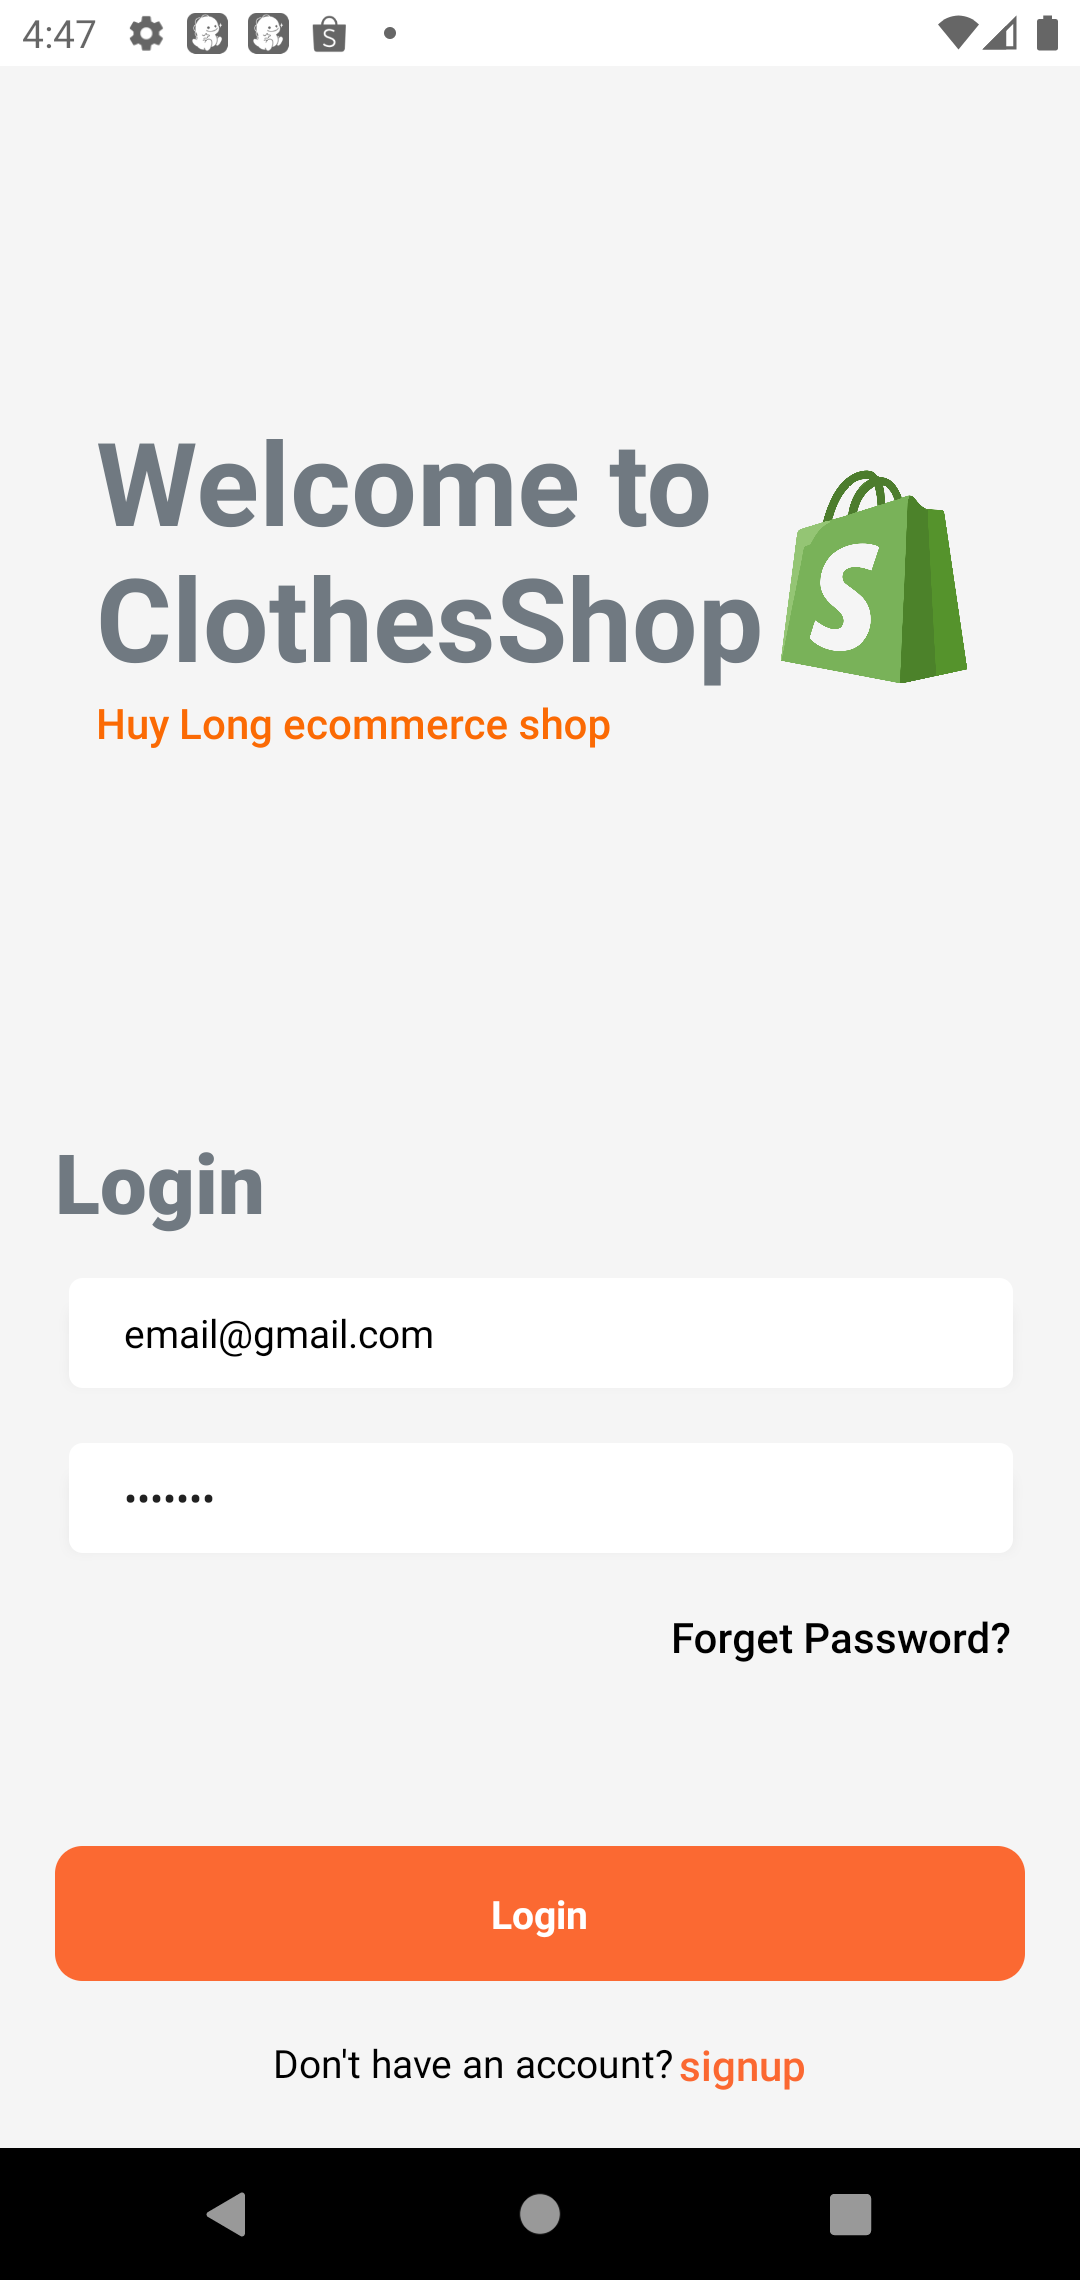 4:47
Welcome to
ClothesShop
S
Huy Long ecommerce shop
Login
email@gmail.com
•••••••
Forget Password?
Login
Don't have an account? signup